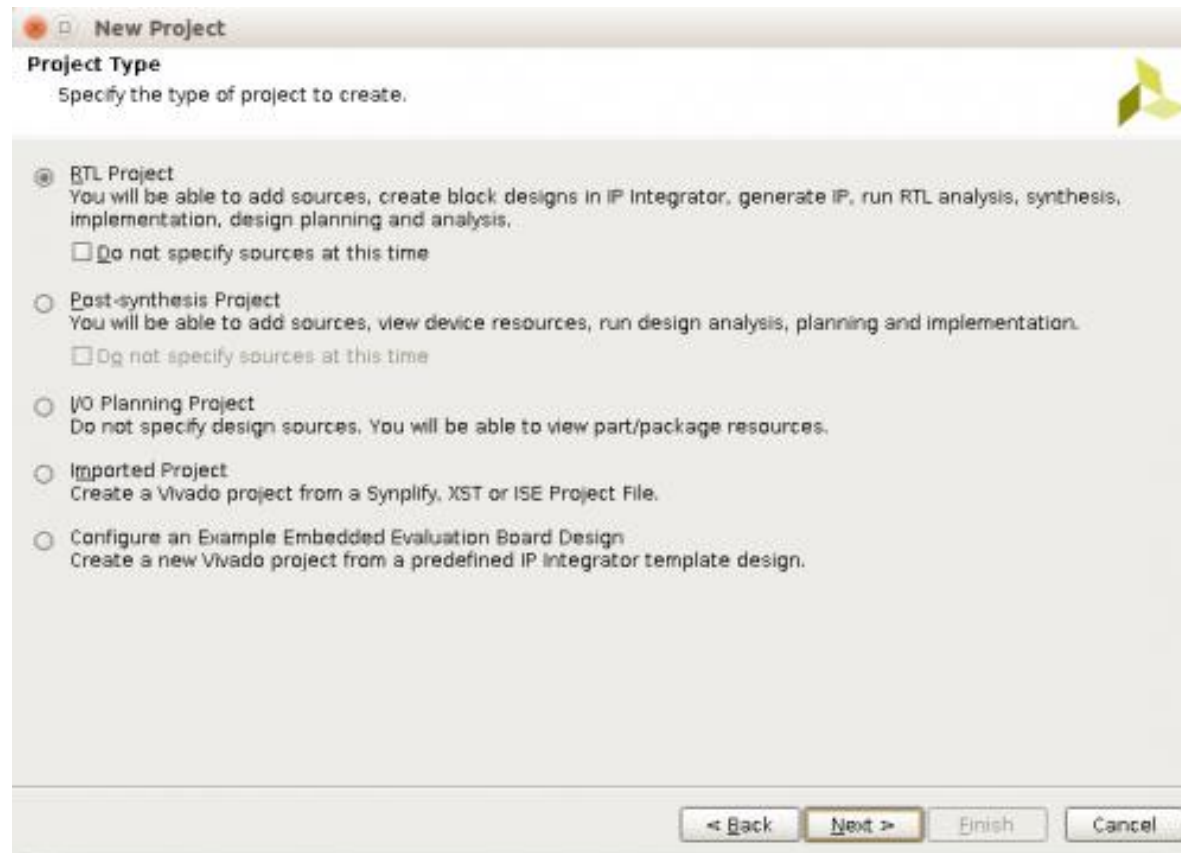 New Project
Project Type
Specify the type of project to create.
RTL Project
You will be able to add sources, create block designs in IP Integrator, generate IP, run RTL analysis, synthesis,
implementation, design planning and analysis.
Do not specify sources at this time
Post-synthesis Project
You will be able to add sources, view device resources, run design analysis, planning and implementation.
Do not specify sources at this time
I/O Planning Project
Do not specify design sources. You will be able to view part/package resources.
Imported Project
Create a Vivado project from a Synplify, XST or ISE Project File.
Configure an Example Embedded Evaluation Board Design
Create a new Vivado project from a predefined IP Integrator template design.
< Back Next > Finish Cancel